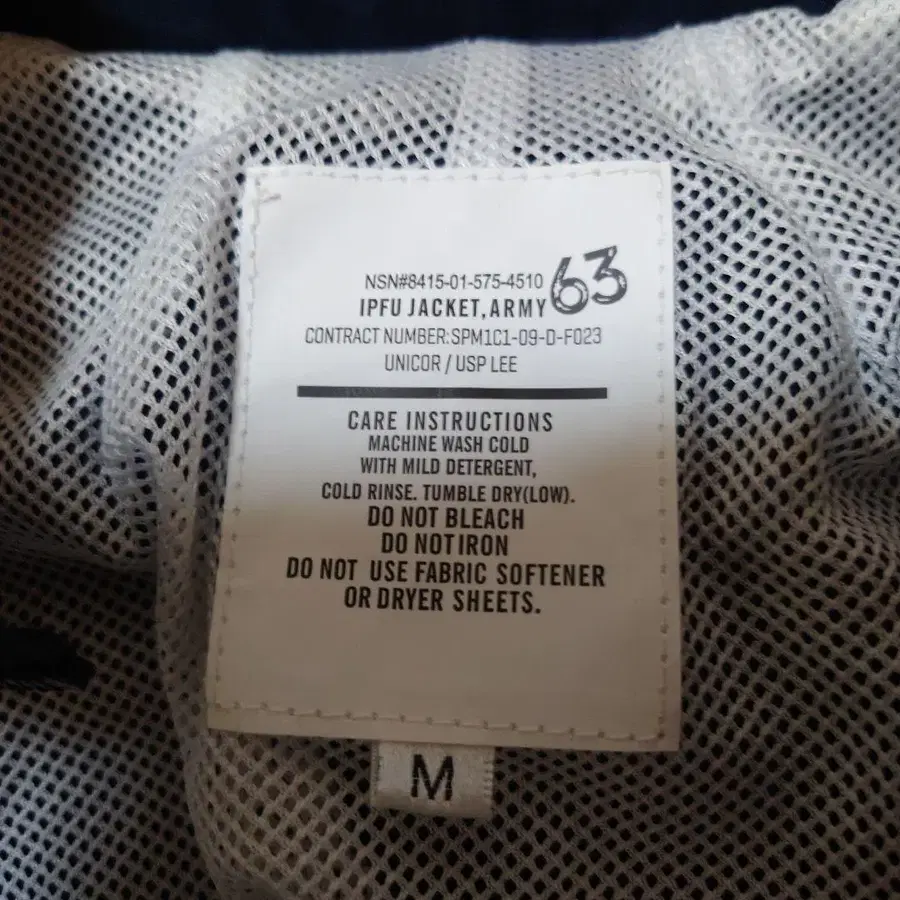 NSN#8415-01-575-4510
63
IPFU JACKET,ARMY
CONTRACT NUMBER:SPM1C1-09-D-F023
UNICOR / USP LEE
CARE INSTRUCTIONS
MACHINE WASH COLD
WITH MILD DETERGENT,
COLD RINSE. TUMBLE DRY(LOW).
DO NOT BLEACH
DO NOT IRON
DO NOT USE FABRIC SOFTENER
OR DRYER SHEETS.
M